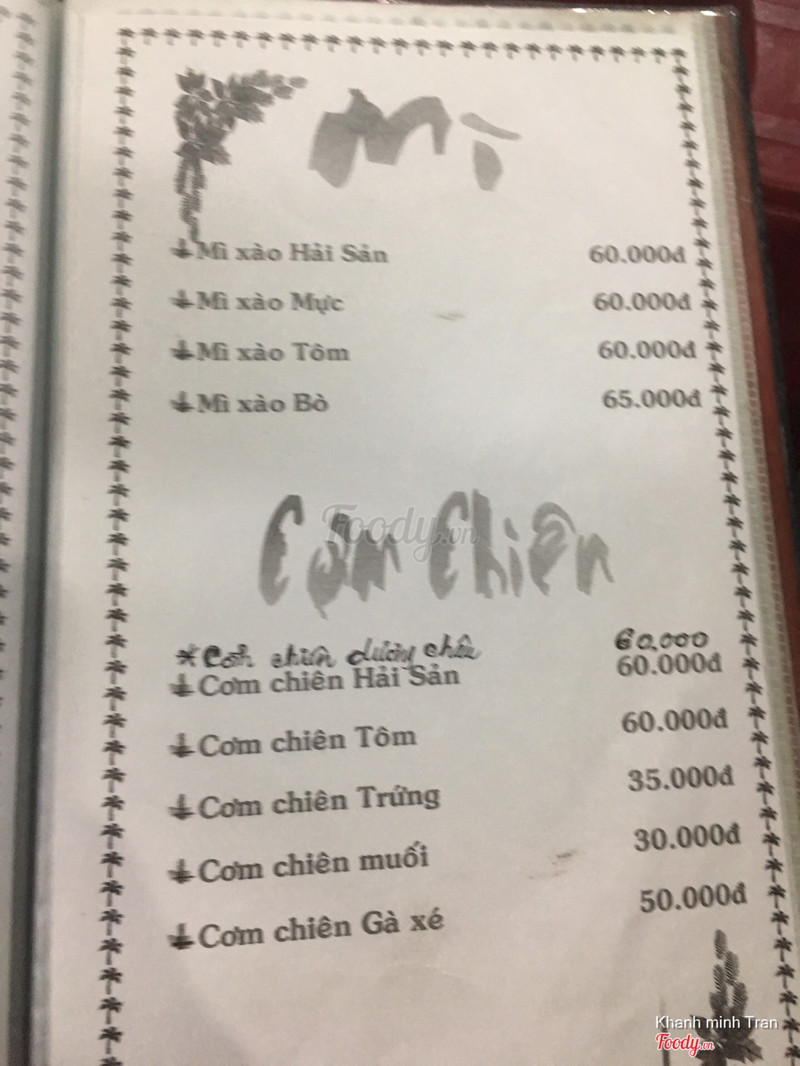 Mì
Mì xào Hải Sản 60.000đ
Mì xào Mực 60.000đ
Mì xào Tôm 60.000đ
Mì xào Bò 65.000đ
Foody.vn
Cơm Chiên
*Cơm chiên dương châu 60.000
Cơm chiên Hải Sản 60.000đ
Cơm chiên Tôm 60.000đ
Cơm chiên Trứng 35.000đ
Cơm chiên muối 30.000đ
Cơm chiên Gà xé 50.000đ
Khanh minh Tran
Foody.vn